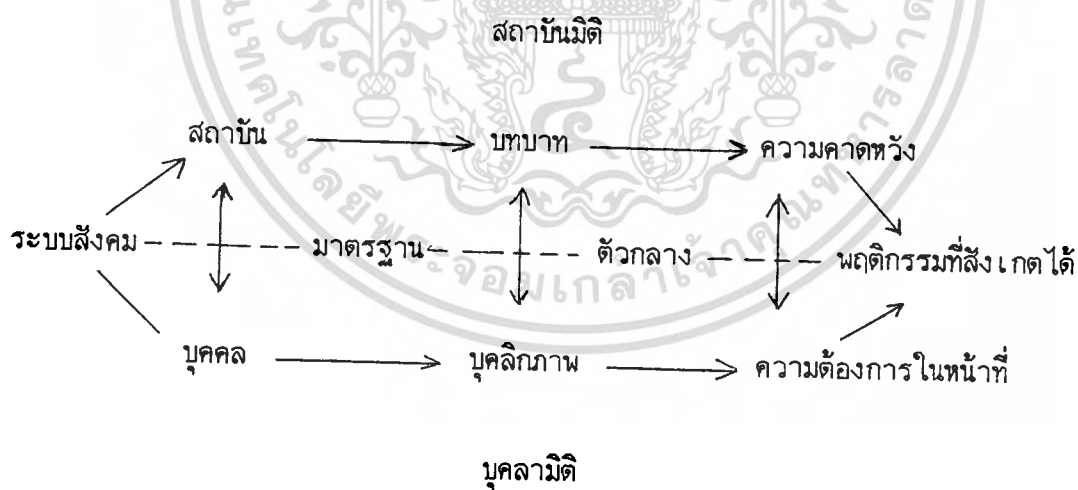 สถาบันมิติ
สถาบัน บทบาท ความคาดหวัง
ระบบสังคม มาตรฐาน ตัวกลาง พฤติกรรมที่สังเกตได้
บุคคล บุคลิกภาพ ความต้องการในหน้าที่
บุคลามิติ